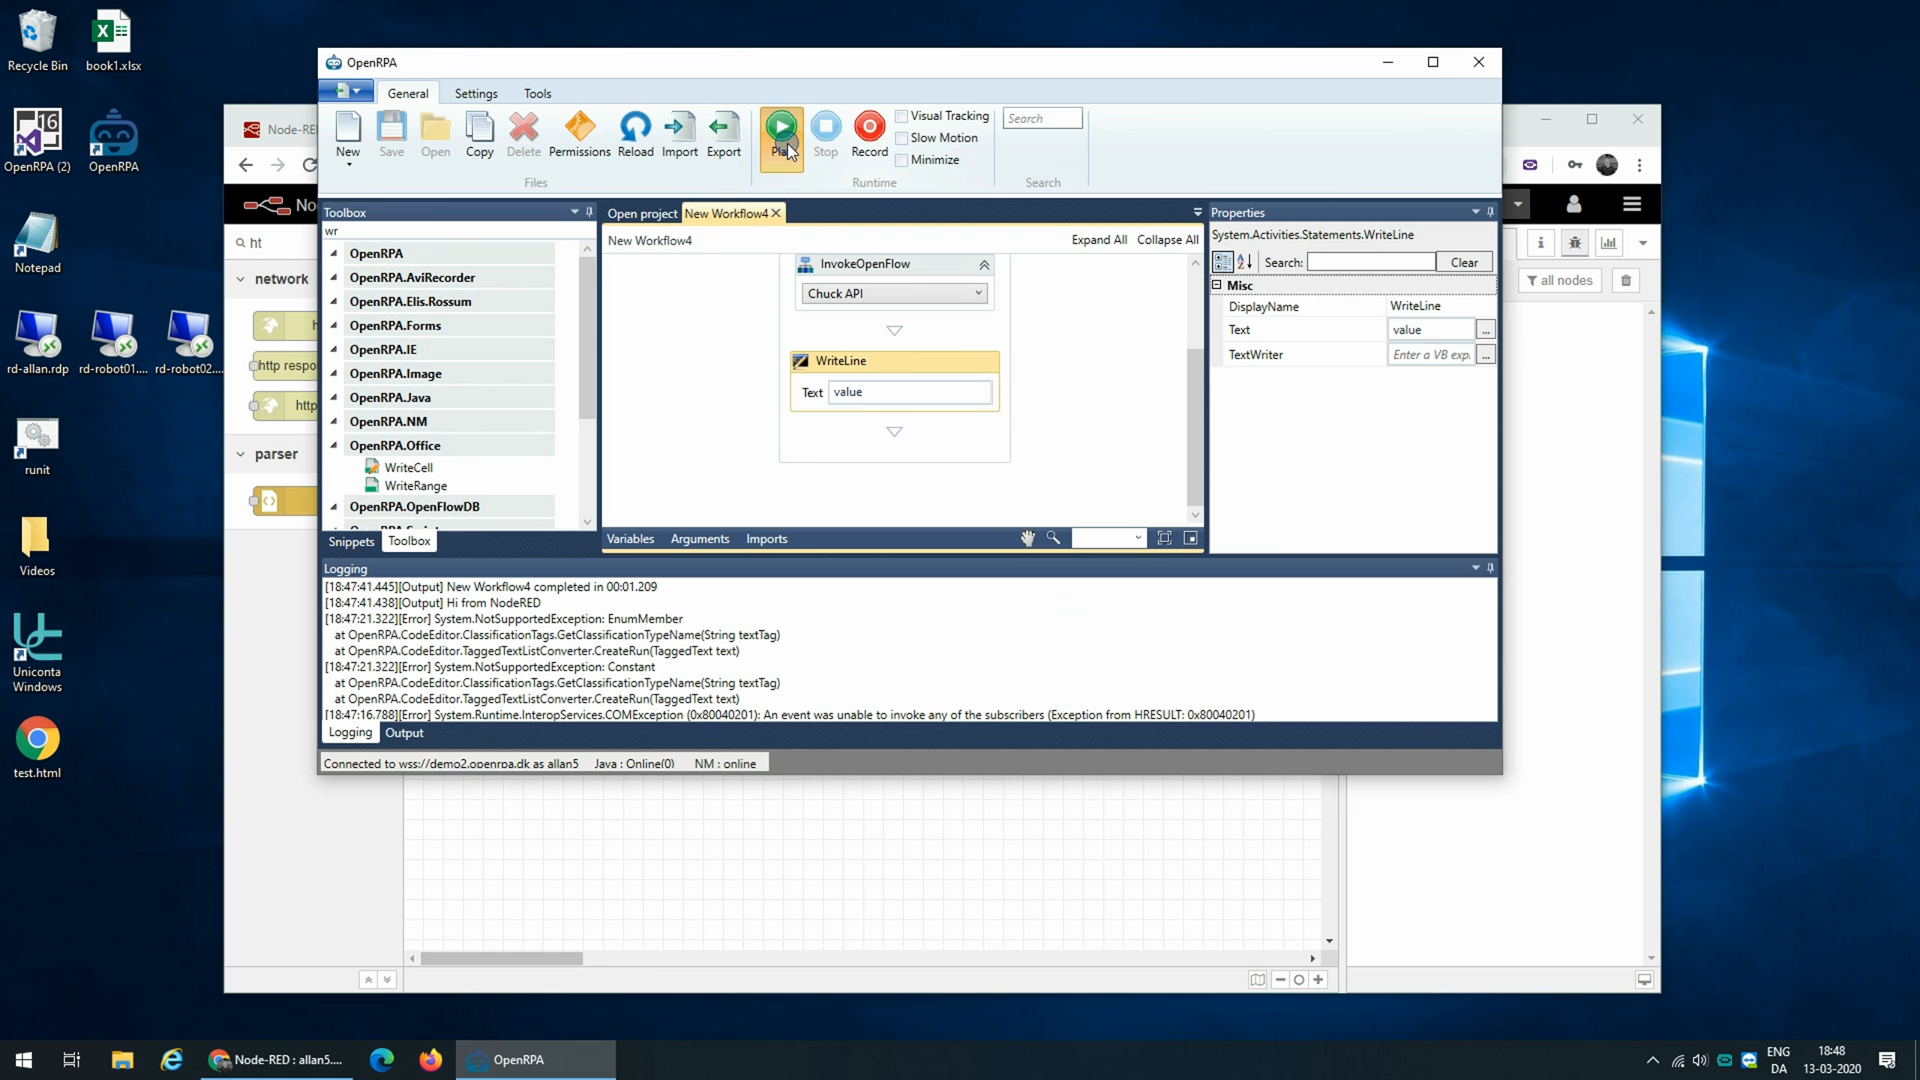 Recycle Bin
book1.xlsx
OpenRPA (2)
OpenRPA
Notepad
rd-allan.rdp
rd-robot01....
rd-robot02....
runit
Videos
Uniconta
Windows
test.html
Node-RE
ht
network
http respo
http
parser
all nodes
OpenRPA
General
Settings
Tools
New
Save
Open
Copy
Delete
Permissions
Reload
Import
Export
Files
Stop
Record
Visual Tracking
Slow Motion
Minimize
Runtime
Search
Search
Toolbox
wr
OpenRPA
OpenRPA.AviRecorder
OpenRPA.Elis.Rossum
OpenRPA.Forms
OpenRPA.IE
OpenRPA.Image
OpenRPA.Java
OpenRPA.NM
OpenRPA.Office
WriteCell
WriteRange
OpenRPA.OpenFlowDB
Snippets
Toolbox
Open project
New Workflow4
New Workflow4
Expand All
Collapse All
InvokeOpenFlow
Chuck API
WriteLine
Text value
Variables
Arguments
Imports
Properties
System.Activities.Statements.WriteLine
Search:
Clear
Misc
DisplayName WriteLine
Text value ...
TextWriter Enter a VB exp. ...
Logging
[18:47:41.445][Output] New Workflow4 completed in 00:01.209
[18:47:41.438][Output] Hi from NodeRED
[18:47:21.322][Error] System.NotSupportedException: EnumMember
at OpenRPA.CodeEditor.ClassificationTags.GetClassificationTypeName(String textTag)
at OpenRPA.CodeEditor.TaggedTextListConverter.CreateRun(TaggedText text)
[18:47:21.322][Error] System.NotSupportedException: Constant
at OpenRPA.CodeEditor.ClassificationTags.GetClassificationTypeName(String textTag)
at OpenRPA.CodeEditor.TaggedTextListConverter.CreateRun(TaggedText text)
[18:47:16.788][Error] System.Runtime.InteropServices.COMException (0x80040201): An event was unable to invoke any of the subscribers (Exception from HRESULT: 0x80040201)
Logging
Output
Connected to wss://demo2.openrpa.dk as allan5 Java : Online(0) NM : online
Node-RED : allan5....
OpenRPA
ENG
DA
18:48
13-03-2020